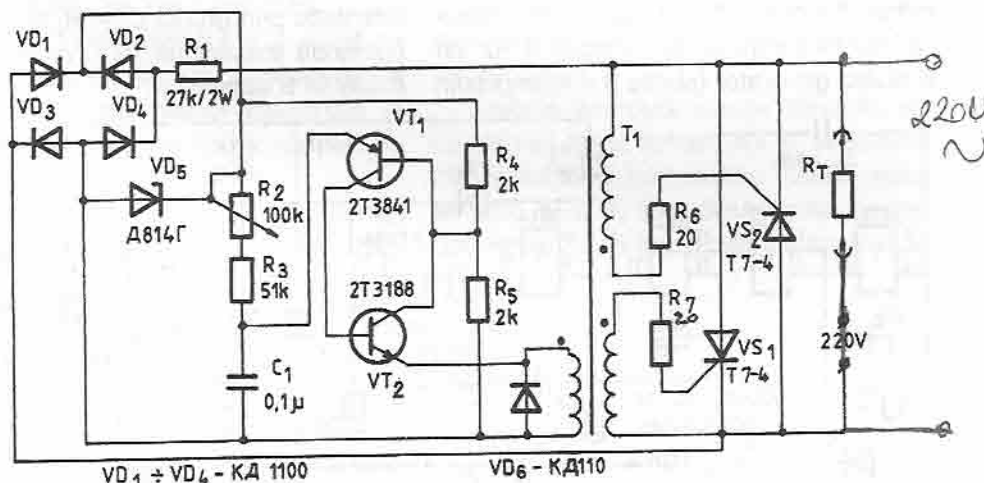 VD1
VD2
R1
27k/2W
VD3
VD4
VT1
2T3841
VD5
Д814Г
R2
100k
R3
51k
C1
0,1µ
2T3188
VT2
R4
2k
R5
2k
T1
R6
20
R7
20
VS2
T7-4
VS1
T7-4
RT
220V
220V
~
VD1 ÷ VD4 - КД 1100
VD6 - КД110